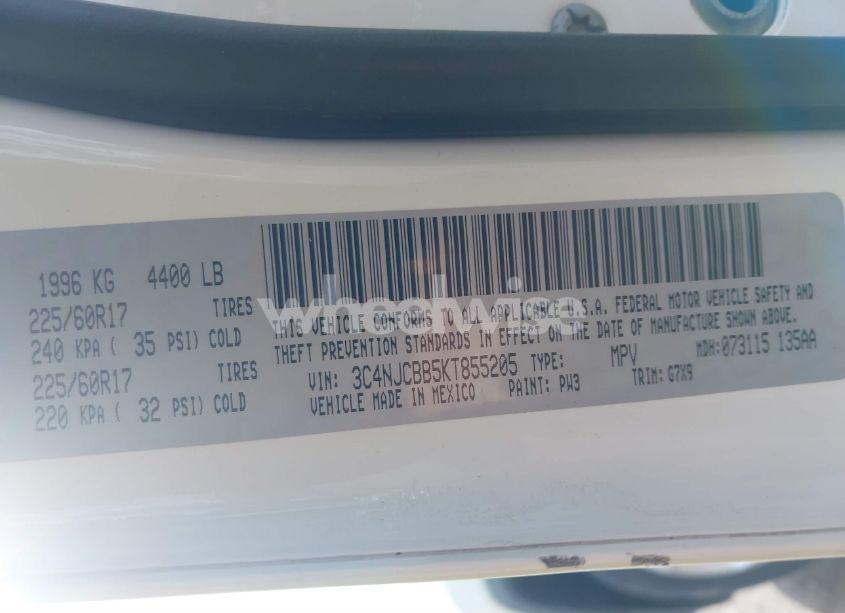 1996 KG 4400 LB
225/60R17 TIRES
240 KPA ( 35 PSI) COLD
225/60R17 TIRES
220 KPA ( 32 PSI) COLD
THIS VEHICLE CONFORMS TO ALL APPLICABLE U.S.A. FEDERAL MOTOR VEHICLE SAFETY AND
THEFT PREVENTION STANDARDS IN EFFECT ON THE DATE OF MANUFACTURE SHOWN ABOVE.
VIN: 3C4NJCBB5KT855205 TYPE: MPV MDH:073115 135AA
VEHICLE MADE IN MEXICO PAINT: PW3 TRIM: G7X9
wheelwise